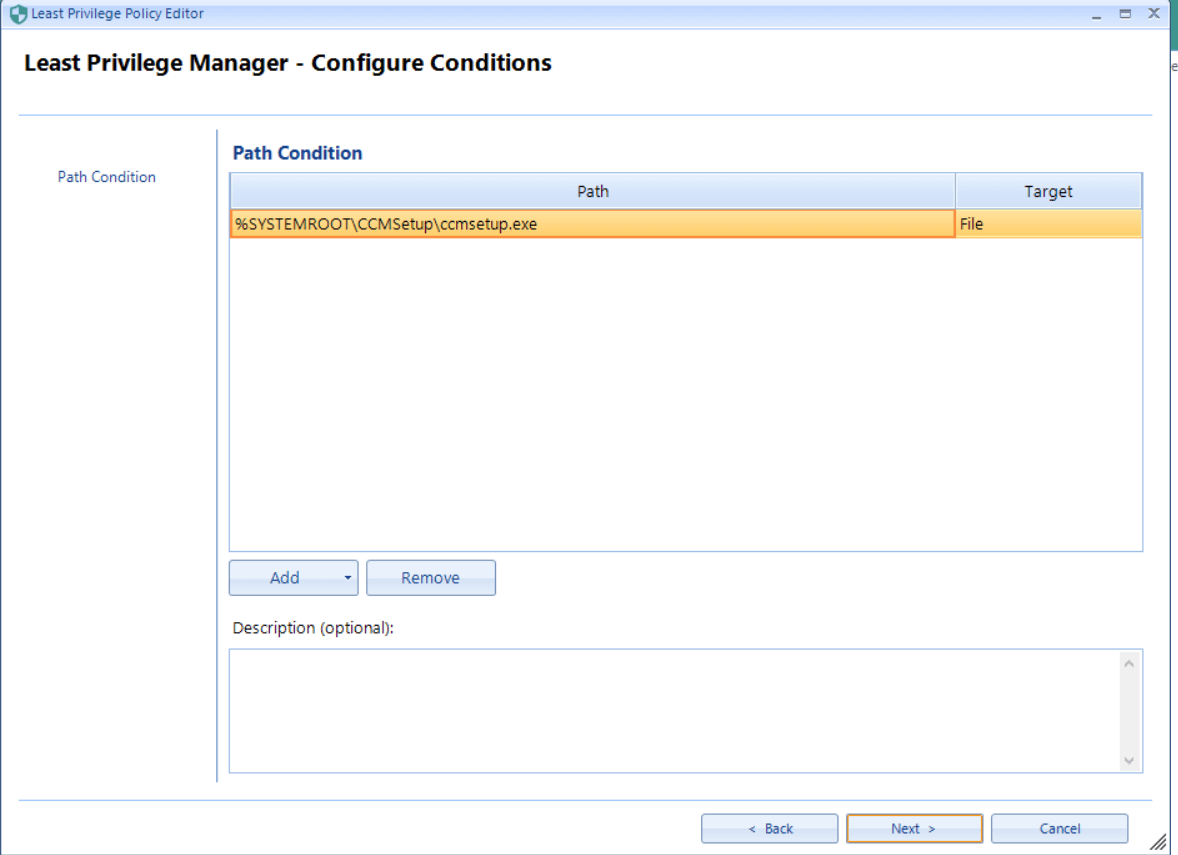 Least Privilege Policy Editor
e
Least Privilege Manager - Configure Conditions
Path Condition
Path Condition
Path
Target
%SYSTEMROOT\CCMSetup\ccmsetup.exe
File
Add
Remove
Description (optional):
< Back
Next >
Cancel